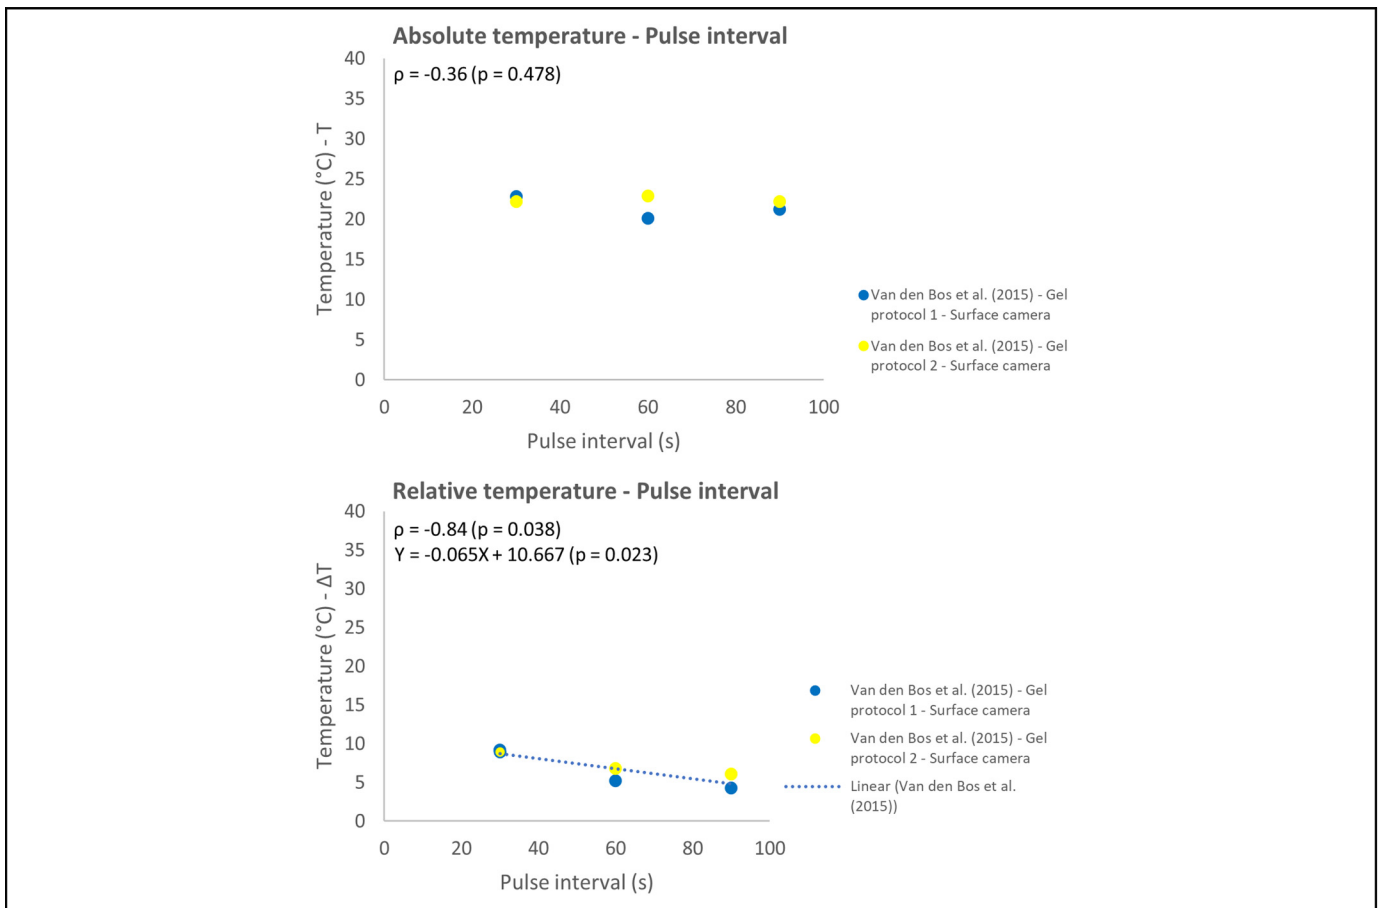 Absolute temperature - Pulse interval
40
ρ = -0.36 (p = 0.478)
35
30
25
20
15
10
5
0
Temperature (°C) - T
0 20 40 60 80 100
Pulse interval (s)
Van den Bos et al. (2015) - Gel
protocol 1 - Surface camera
Van den Bos et al. (2015) - Gel
protocol 2 - Surface camera
Relative temperature - Pulse interval
40
ρ = -0.84 (p = 0.038)
Y = -0.065X + 10.667 (p = 0.023)
35
30
25
20
15
10
5
0
Temperature (°C) - ΔT
0 20 40 60 80 100
Pulse interval (s)
Van den Bos et al. (2015) - Gel
protocol 1 - Surface camera
Van den Bos et al. (2015) - Gel
protocol 2 - Surface camera
Linear (Van den Bos et al.
(2015))